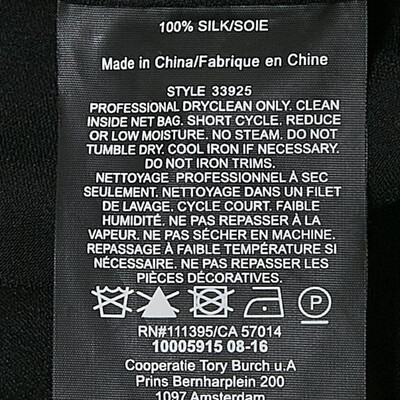 100% SILK/SOIE
Made in China/Fabrique en Chine
STYLE 33925
PROFESSIONAL DRYCLEAN ONLY. CLEAN
INSIDE NET BAG. SHORT CYCLE. REDUCE
OR LOW MOISTURE. NO STEAM. DO NOT
TUMBLE DRY. COOL IRON IF NECESSARY.
DO NOT IRON TRIMS.
NETTOYAGE PROFESSIONNEL À SEC
SEULEMENT. NETTOYAGE DANS UN FILET
DE LAVAGE. CYCLE COURT. FAIBLE
HUMIDITÉ. NE PAS REPASSER À LA
VAPEUR. NE PAS SÉCHER EN MACHINE.
REPASSAGE À FAIBLE TEMPÉRATURE SI
NÉCESSAIRE. NE PAS REPASSER LES
PIÈCES DÉCORATIVES.
P
RN#111395/CA 57014
10005915 08-16
Cooperatie Tory Burch u.A
Prins Bernharplein 200
1097 Amsterdam